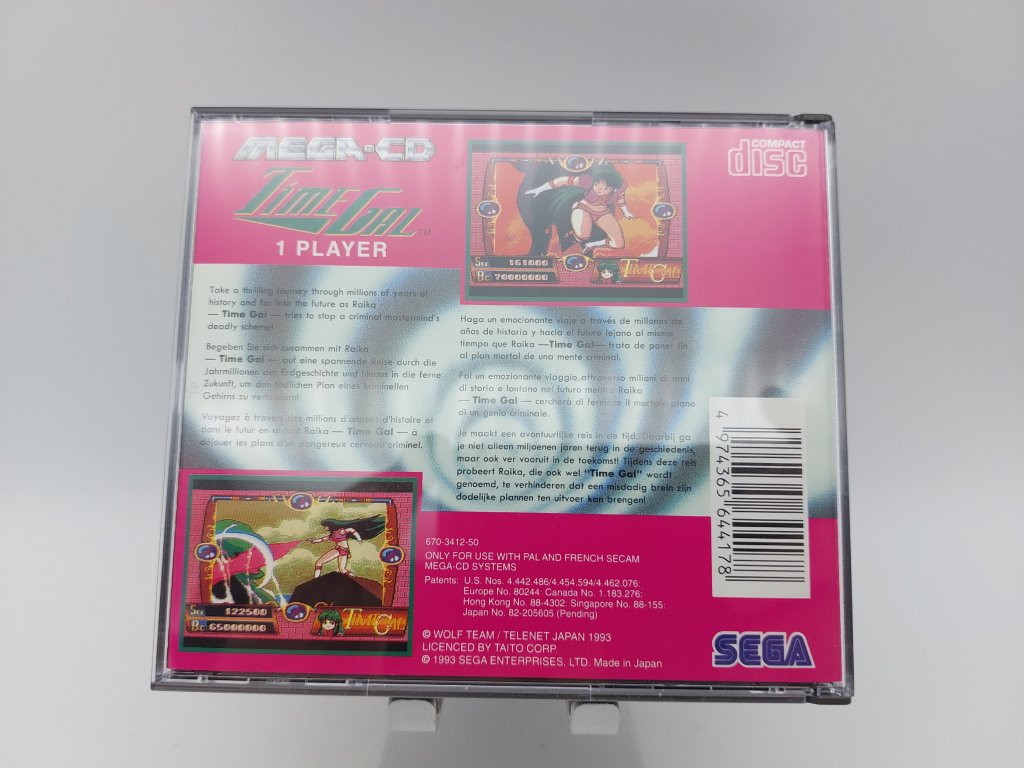 MEGA-CD
TIME GAL™
1 PLAYER
COMPACT
disc
Scr 161000
Bc 70000000
TIME GAL
Take a thrilling journey through millions of years of
history and far into the future as Raika
— Time Gal — tries to stop a criminal mastermind's
deadly scheme!
Begeben Sie sich zusammen mit Raika
— Time Gal — auf eine spannende Reise durch die
Jahrmillionen der Erdgeschichte und hinaus in die ferne
Zukunft, um den tödlichen Plan eines kriminellen
Gehirns zu verhindern!
Voyagez à travers des millions d'années d'histoire et
dans le futur en aidant Raika — Time Gal — à
déjouer les plans d'un dangereux cerveau criminel.
Haga un emocionante viaje a través de millones de
años de historia y hacia el futuro lejano al mismo
tiempo que Raika —Time Gal— trata de poner fin
al plan mortal de una mente criminal.
Fai un emozionante viaggio attraverso milioni di anni
di storia e lontano nel futuro mentre Raika
— Time Gal — cercherà di fermare il mortale piano
di un genio criminale.
Je maakt een avantuurlijke reis in de tijd. Daarbij ga
je niet alleen miljoenen jaren terug in de geschiedenis,
maar ook ver vooruit in de toekomst! Tijdens deze reis
probeert Raika, die ook wel "Time Gal" wordt
genoemd, te verhinderen dat een misdadig brein zijn
dodelijke plannen ten uitvoer kan brengen!
4 974365 644178
Scr 122500
Bc 65000000
TIME GAL
670-3412-50
ONLY FOR USE WITH PAL AND FRENCH SECAM
MEGA-CD SYSTEMS
Patents: U.S. Nos. 4.442.486/4.454.594/4.462.076;
Europe No. 80244: Canada No. 1.183.276;
Hong Kong No. 88-4302: Singapore No. 88-155;
Japan No. 82-205605 (Pending)
© WOLF TEAM / TELENET JAPAN 1993
LICENCED BY TAITO CORP.
© 1993 SEGA ENTERPRISES, LTD. Made in Japan
SEGA